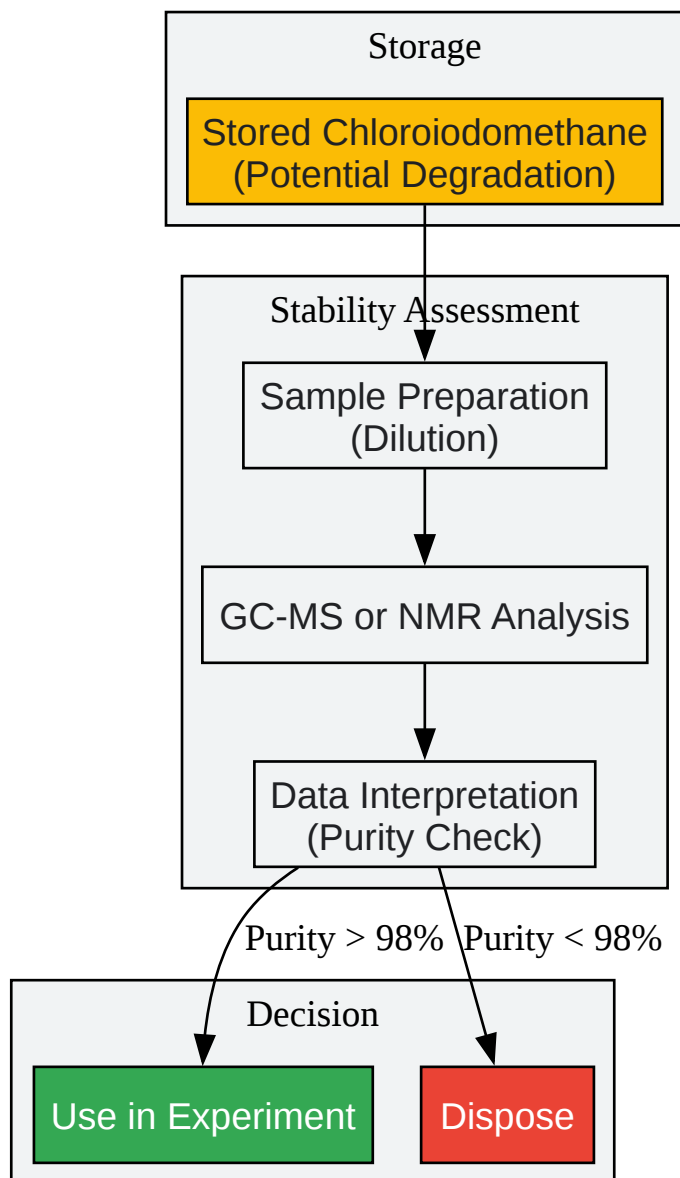 Storage
Stored Chloroiodomethane
(Potential Degradation)
Stability Assessment
Sample Preparation
(Dilution)
GC-MS or NMR Analysis
Data Interpretation
(Purity Check)
Purity > 98%
Purity < 98%
Decision
Use in Experiment
Dispose